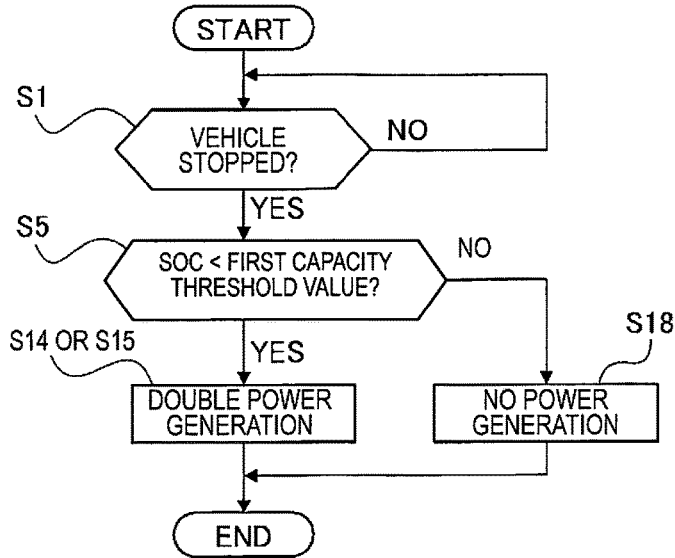 START
S1
VEHICLE
STOPPED?
NO
YES
S5
SOC < FIRST CAPACITY
THRESHOLD VALUE?
NO
S14 OR S15
YES
S18
DOUBLE POWER
GENERATION
NO POWER
GENERATION
END